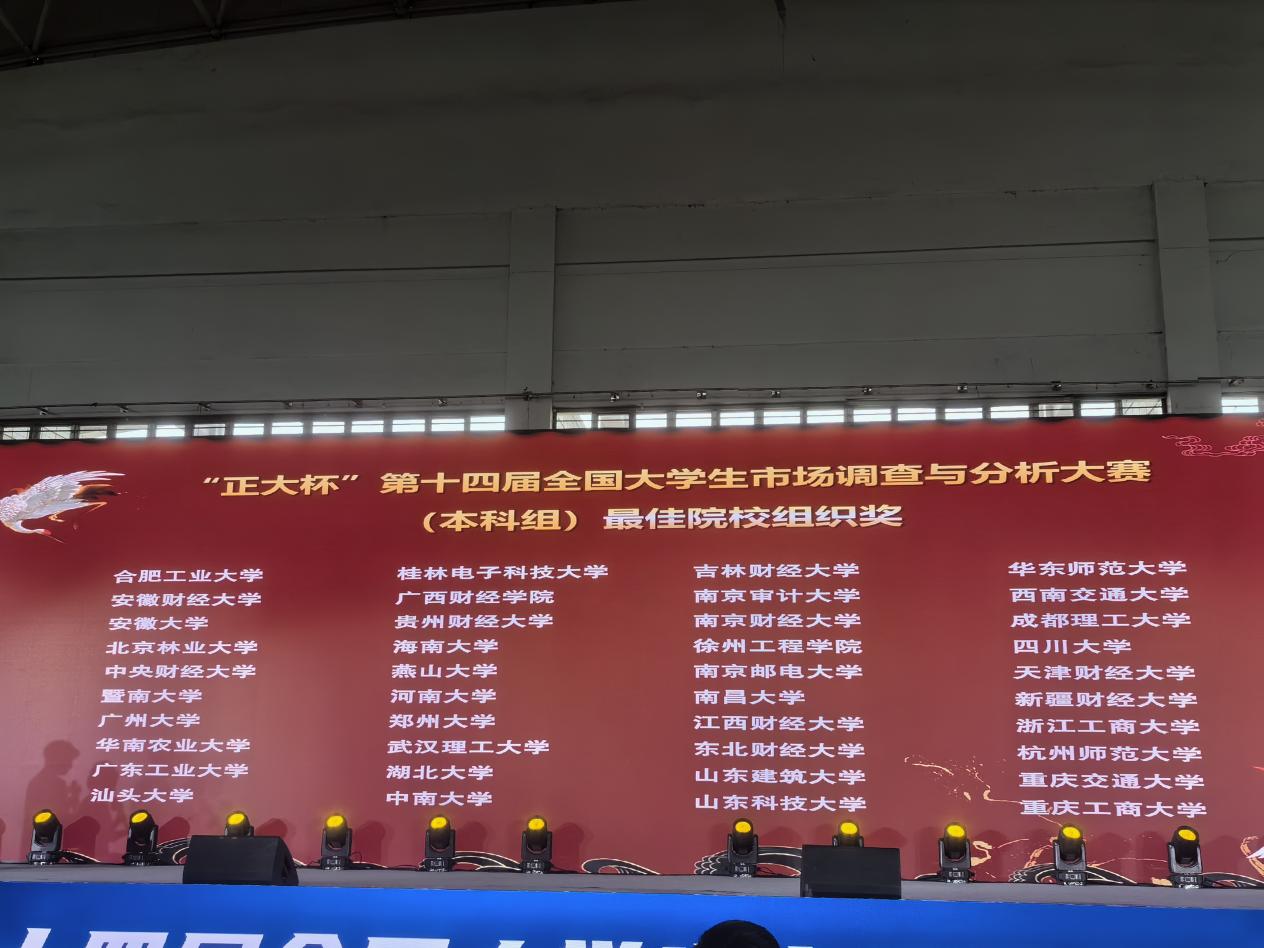 “正大杯”第十四届全国大学生市场调查与分析大赛
（本科组）最佳院校组织奖
合肥工业大学
安徽财经大学
安徽大学
北京林业大学
中央财经大学
暨南大学
广州大学
华南农业大学
广东工业大学
汕头大学
桂林电子科技大学
广西财经学院
贵州财经大学
海南大学
燕山大学
河南大学
郑州大学
武汉理工大学
湖北大学
中南大学
吉林财经大学
南京审计大学
南京财经大学
徐州工程学院
南京邮电大学
南昌大学
江西财经大学
东北财经大学
山东建筑大学
山东科技大学
华东师范大学
西南交通大学
成都理工大学
四川大学
天津财经大学
新疆财经大学
浙江工商大学
杭州师范大学
重庆交通大学
重庆工商大学